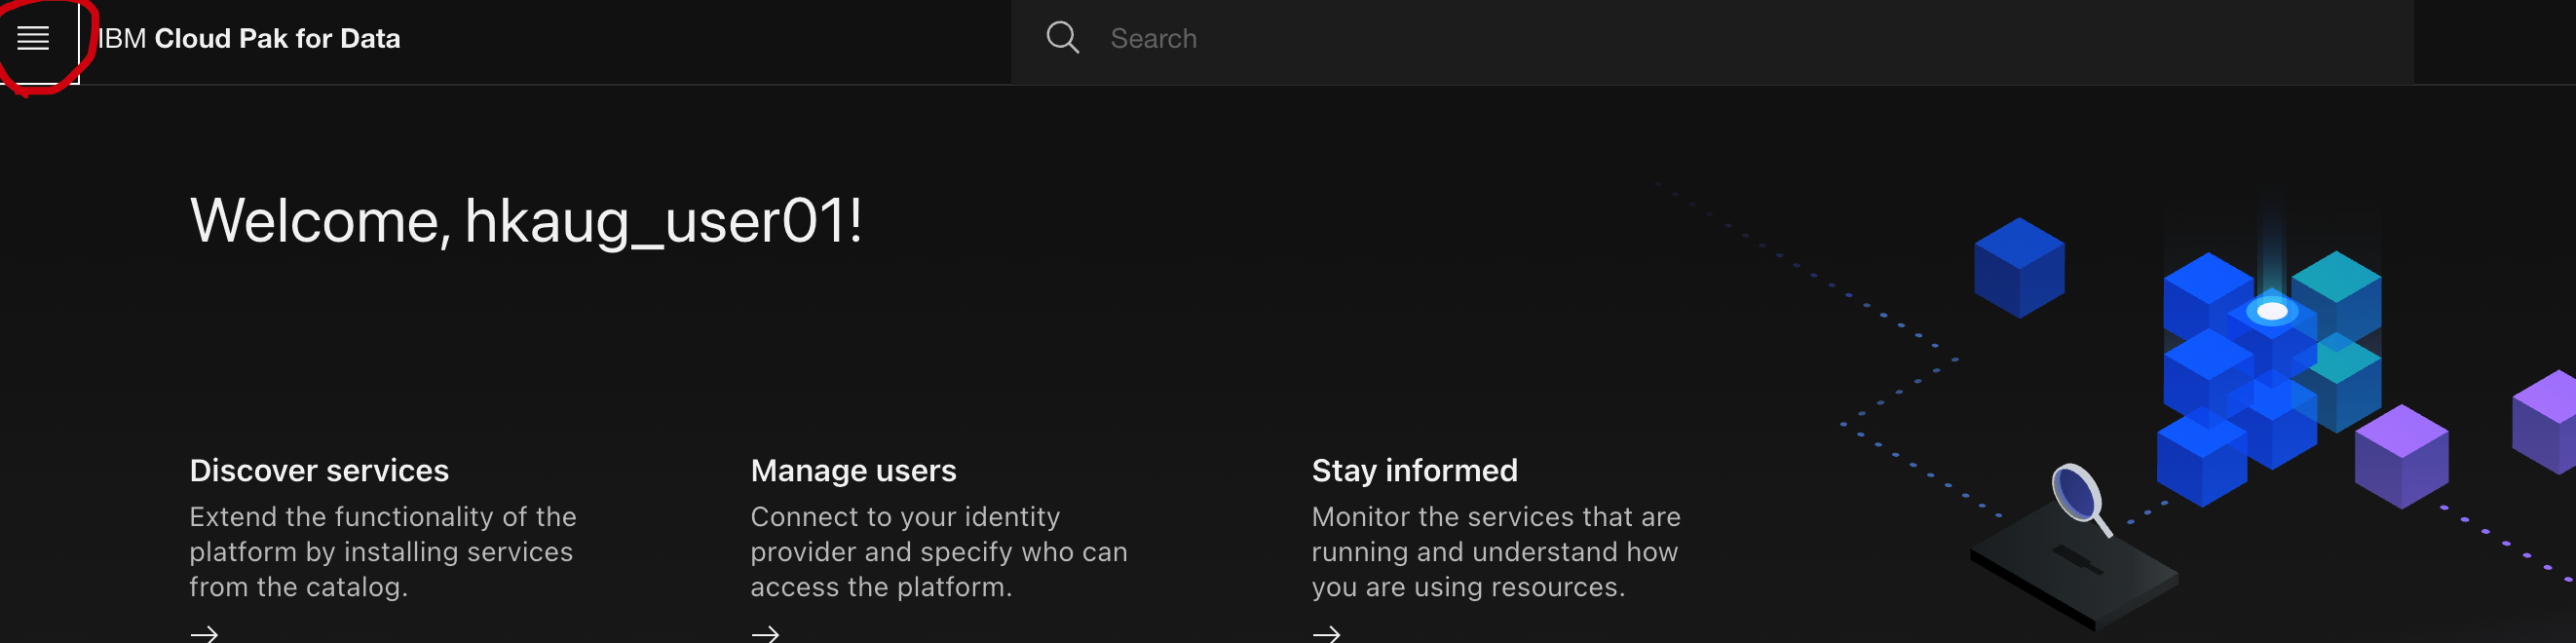 IBM Cloud Pak for Data
Search
Welcome, hkaug_user01!
Discover services
Extend the functionality of the
platform by installing services
from the catalog.
Manage users
Connect to your identity
provider and specify who can
access the platform.
Stay informed
Monitor the services that are
running and understand how
you are using resources.